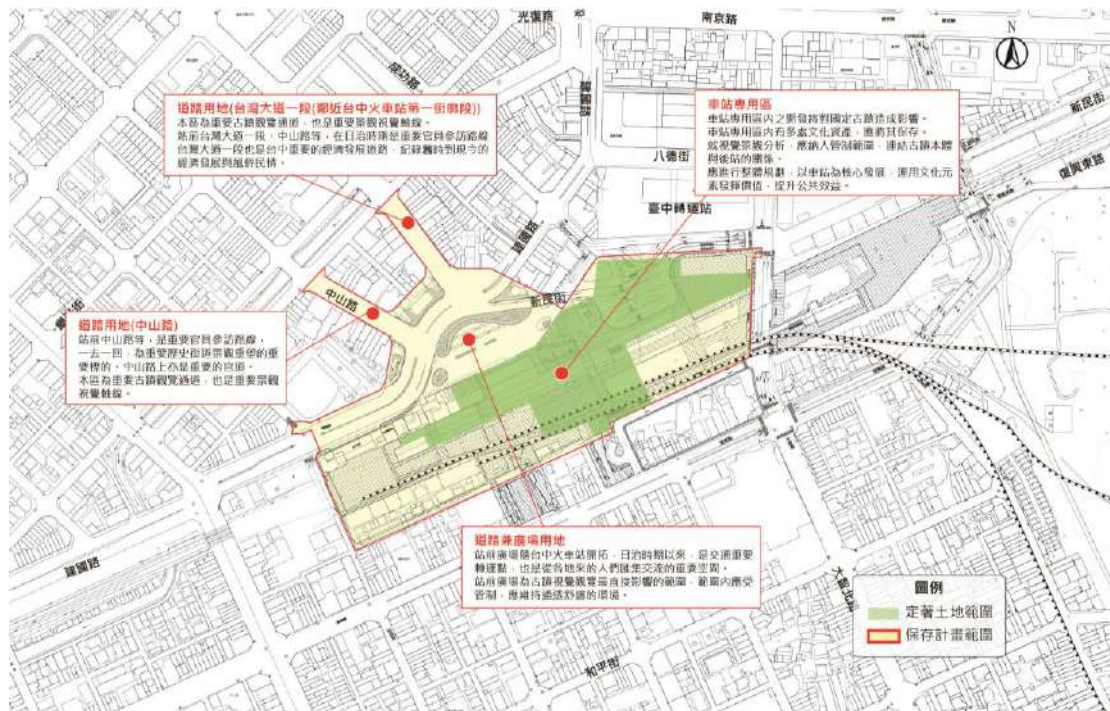 光復路
南京路
N
成功路
建國路
新民街
道路用地(台灣大道一段(鄰近台中火車站第一街廓段))
本區為重要古蹟觀覽通道，也是重要景觀視覺軸線。
站前台灣大道一段，中山路等，在日治時期是重要官員參訪路線
台灣大道一段也是台中重要的經濟發展道路，紀錄舊時到現今的
經濟發展與風俗民情。
車站專用區
車站專用區內之開發將對國定古蹟造成影響。
車站專用區內有多處文化資產，應將其保存。
就視覺景觀分析，應納入管制範圍，連結古蹟本體
與後站的關係。
應進行整體規劃，以車站為核心發展，運用文化元
素發揮價值，提升公共效益。
八德街
復興東路
臺中轉運站
建國路
新民街
中山路
道路用地(中山路)
站前中山路等，是重要官員參訪路線，
一去一回，為重要歷史街道景觀重塑的重
要標的。中山路上亦是重要的官道。
本區為重要古蹟觀覽通道，也是重要景觀
視覺軸線。
道路兼廣場用地
站前廣場隨台中火車站開拓，日治時期以來，是交通重要
轉運點，也是從各地來的人們匯集交流的重要空間。
站前廣場為古蹟視覺觀覽最直接影響的範圍，範圍內應受
管制，應維持通透舒適的環境。
建國路
大智北路
和平街
圖例
定著土地範圍
保存計畫範圍